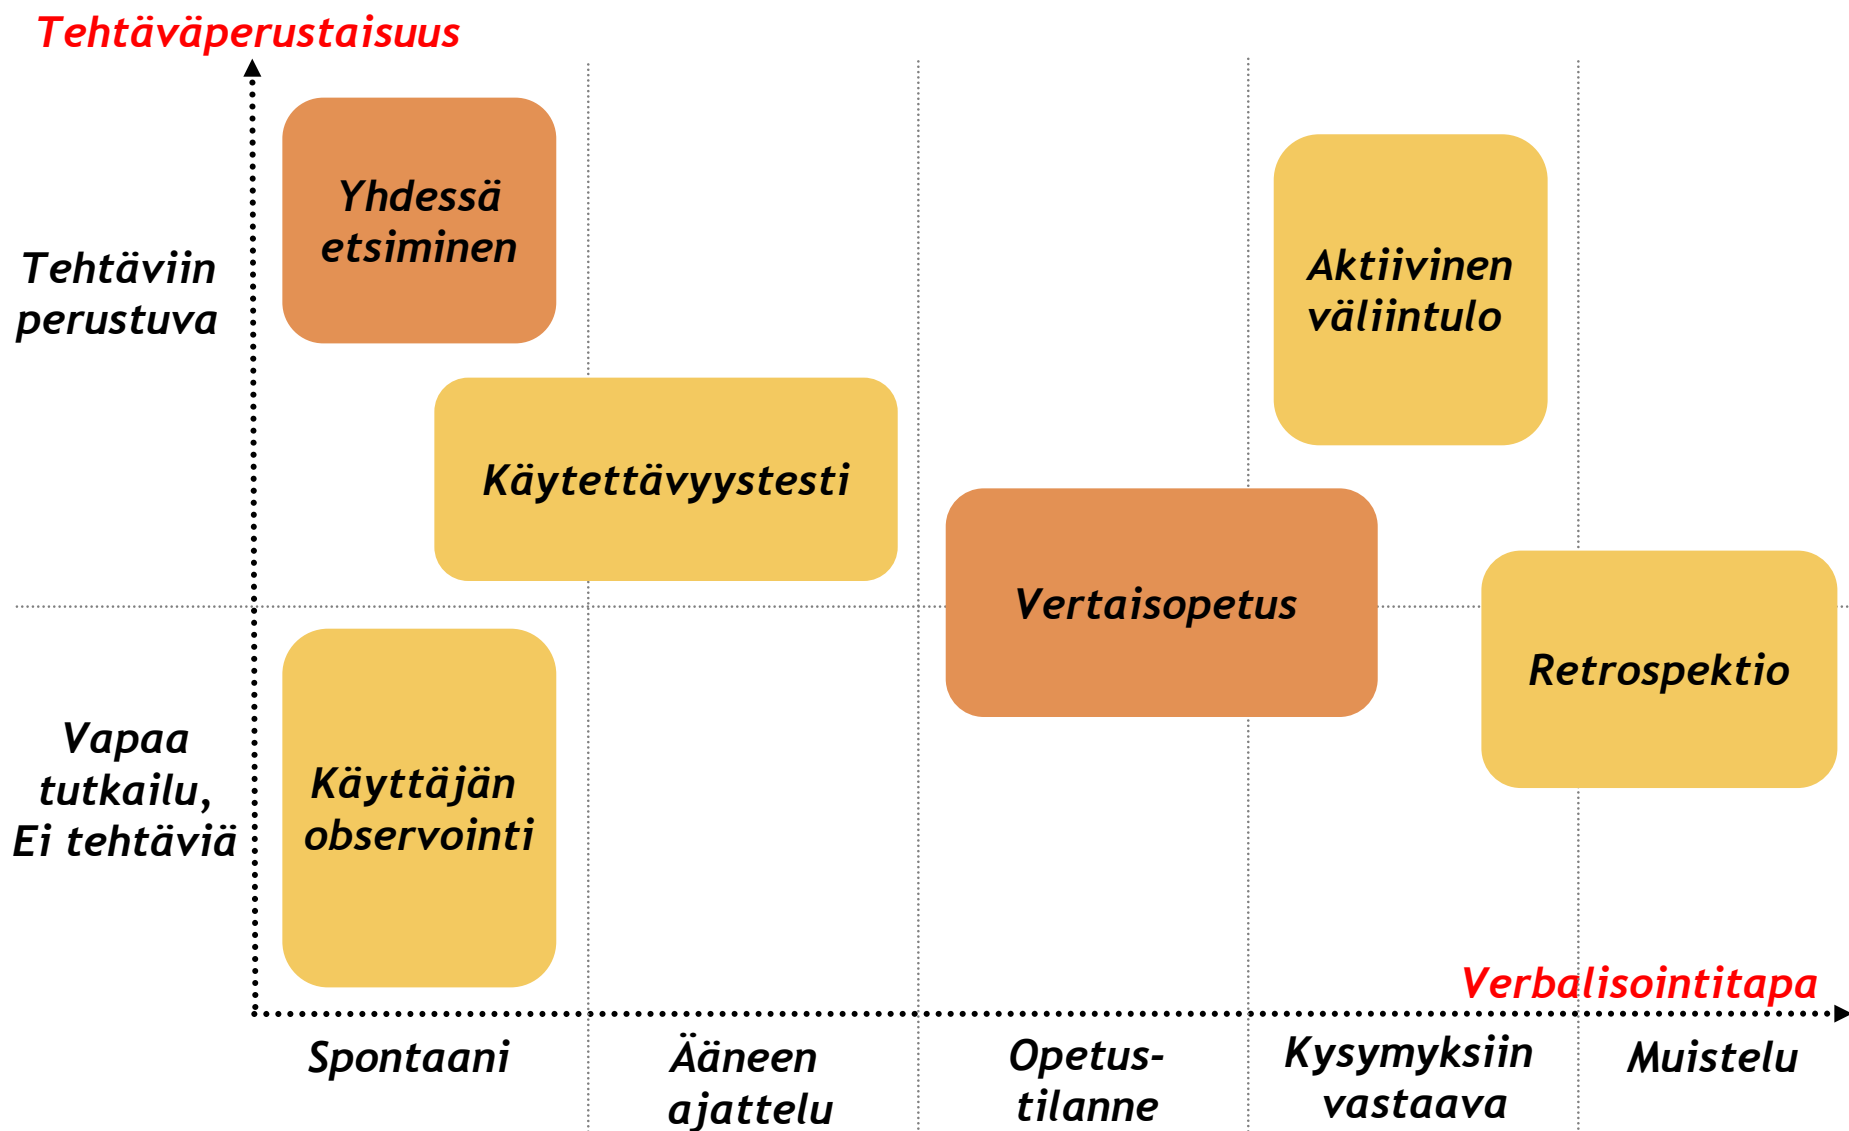 Tehtäväperustaisuus
Yhdessä
etsiminen
Tehtäviin
perustuva
Aktiivinen
väliintulo
Käytettävyystesti
Vertaisopetus
Retrospektio
Vapaa
tutkailu,
Ei tehtäviä
Käyttäjän
observointi
Verbalisointitapa
Spontaani
Ääneen
ajattelu
Opetus-
tilanne
Kysymyksiin
vastaava
Muistelu